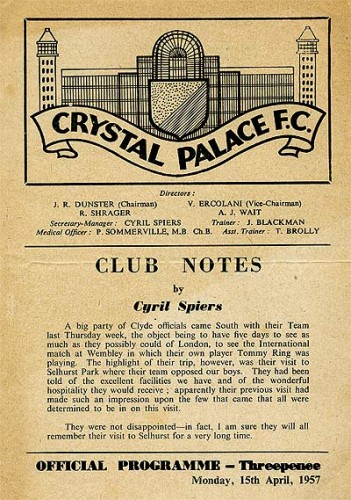 CRYSTAL PALACE F.C.
Directors :
J. R. DUNSTER (Chairman) V. ERCOLANI (Vice-Chairman)
R. SHRAGER A. J. WAIT
Secretary-Manager : CYRIL SPIERS Trainer : J. BLACKMAN
Medical Officer : P. SOMMERVILLE, M.B. Ch.B. Asst. Trainer : T. BROLLY
CLUB NOTES
by
Cyril Spiers
A big party of Clyde officials came South with their Team
last Thursday week, the object being to have five days to see as
much as they possibly could of London, to see the International
match at Wembley in which their own player Tommy Ring was
playing. The highlight of their trip, however, was their visit to
Selhurst Park where their team opposed our boys. They had been
told of the excellent facilities we have and of the wonderful
hospitality they would receive ; apparently their previous visit had
made such an impression upon the few that came that all were
determined to be in on this visit.
They were not disappointed—in fact, I am sure they will all
remember their visit to Selhurst for a very long time.
OFFICIAL PROGRAMME – Threepence
Monday, 15th April, 1957